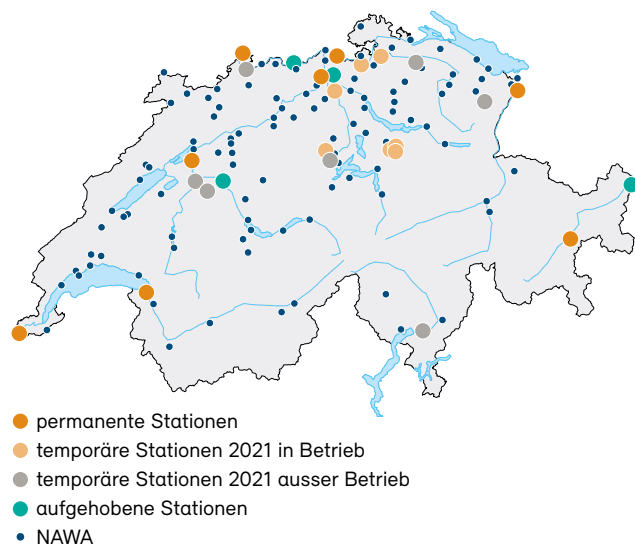 permanente Stationen
temporäre Stationen 2021 in Betrieb
temporäre Stationen 2021 ausser Betrieb
aufgehobene Stationen
NAWA